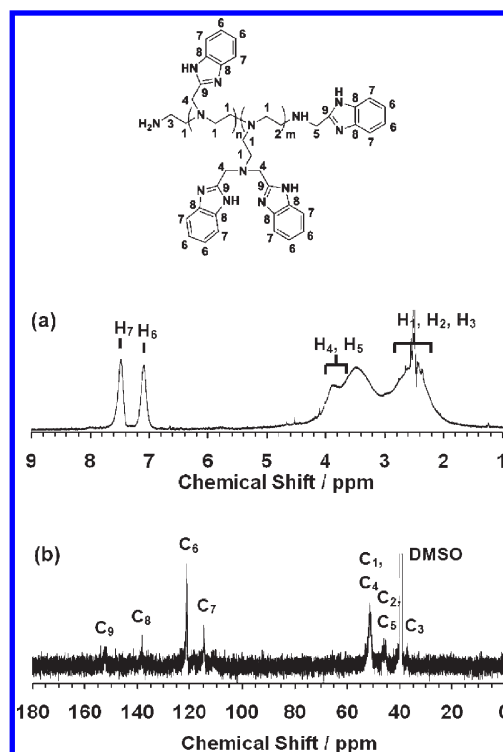 6
7 6
8 7
HN 8
N
9
4
N 1 1
H2N 3 1 ( 1 )n ( N 2 )m NH 5
1
1
4 N 4
9 9
HN 8 7 6
N 8 7 6
8 N NH 8
7 NH N 8
8 8
6 7 7 6
6 6
(a)
H7 H6
H4, H5
H1, H2, H3
9 8 7 6 5 4 3 2 1
Chemical Shift / ppm
(b)
C6
C9
C8
C7
C1,
C4
C2,
C5
DMSO
C3
180 160 140 120 100 80 60 40 20 0
Chemical Shift / ppm